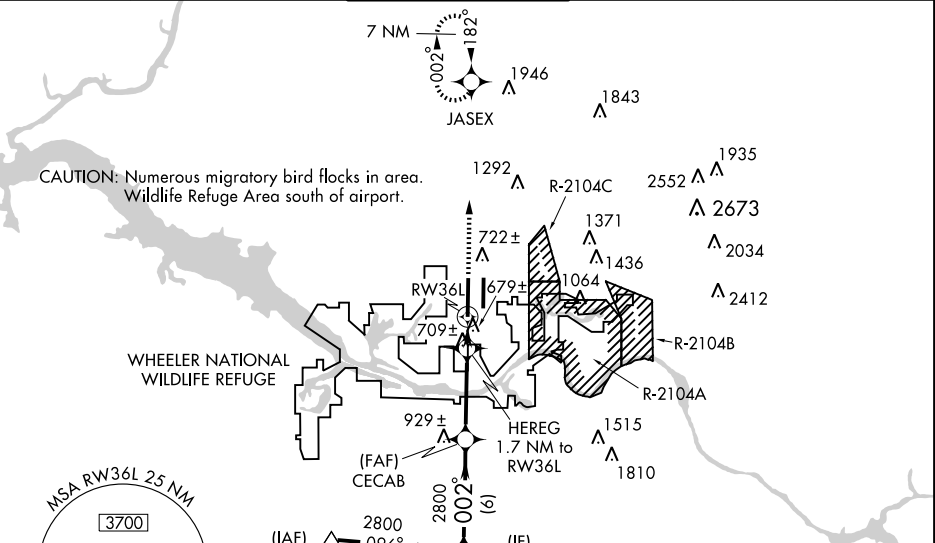 7 NM
182°
002°
JASEX
1946
1843
CAUTION: Numerous migratory bird flocks in area.
Wildlife Refuge Area south of airport.
1292
R-2104C
2552
1935
2673
722±
1371
1436
2034
RW36L
679±
1064
2412
709±
WHEELER NATIONAL
WILDLIFE REFUGE
R-2104B
R-2104A
929±
HEREG
1.7 NM to
RW36L
1515
1810
(FAF)
CECAB
2800
002°
(6)
MSA RW36L 25 NM
3700
2800
(IAF)
096°
(IF)